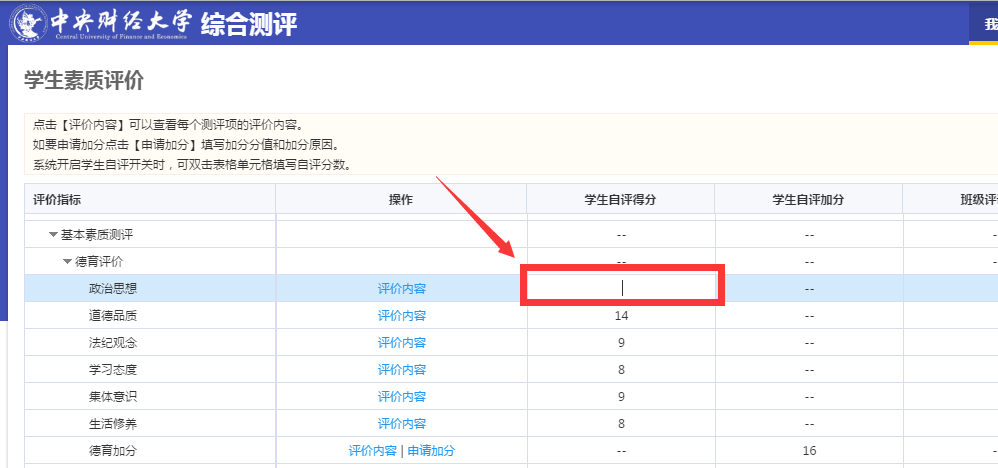 中央财经大学 综合测评 我
Central University of Finance and Economics
学生素质评价
点击【评价内容】可以查看每个测评项的评价内容。
如要申请加分点击【申请加分】填写加分分值和加分原因。
系统开启学生自评开关时，可双击表格单元格填写自评分数。
评价指标 操作 学生自评得分 学生自评加分 班级评
基本素质测评 -- --
德育评价 -- --
政治思想 评价内容 --
道德品质 评价内容 14 --
法纪观念 评价内容 9 --
学习态度 评价内容 8 --
集体意识 评价内容 9 --
生活修养 评价内容 8 --
德育加分 评价内容 | 申请加分 -- 16